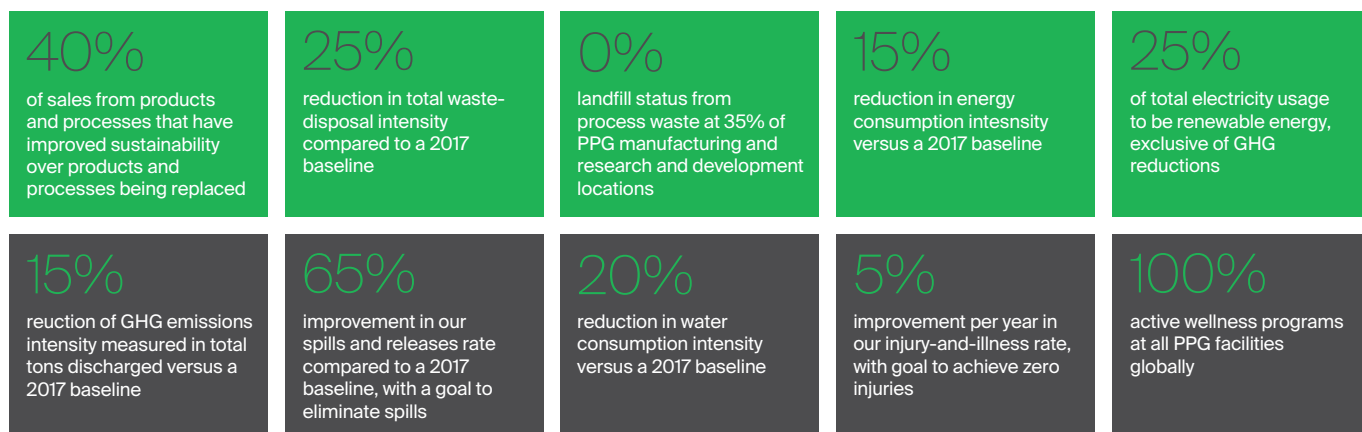 40%
of sales from products
and processes that have
improved sustainability
over products and
processes being replaced
25%
reduction in total waste-
disposal intensity
compared to a 2017
baseline
0%
landfill status from
process waste at 35% of
PPG manufacturing and
research and development
locations
15%
reduction in energy
consumption intesnsity
versus a 2017 baseline
25%
of total electricity usage
to be renewable energy,
exclusive of GHG
reductions
15%
reuction of GHG emissions
intensity measured in total
tons discharged versus a
2017 baseline
65%
improvement in our
spills and releases rate
compared to a 2017
baseline, with a goal to
eliminate spills
20%
reduction in water
consumption intensity
versus a 2017 baseline
5%
improvement per year in
our injury-and-illness rate,
with goal to achieve zero
injuries
100%
active wellness programs
at all PPG facilities
globally